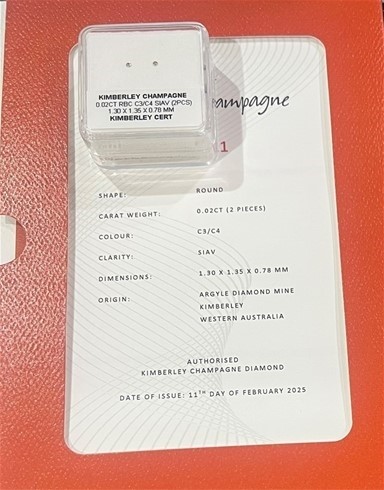 KIMBERLEY CHAMPAGNE
0.02CT RBC C3/C4 SIAV (2PCS)
1.30 X 1.35 X 0.78 MM
KIMBERLEY CERT
1
SHAPE: ROUND
CARAT WEIGHT: 0.02CT (2 PIECES)
COLOUR: C3/C4
CLARITY: SIAV
DIMENSIONS: 1.30 X 1.35 X 0.78 MM
ORIGIN: ARGYLE DIAMOND MINE
KIMBERLEY
WESTERN AUSTRALIA
AUTHORISED
KIMBERLEY CHAMPAGNE DIAMOND
DATE OF ISSUE: 11TH DAY OF FEBRUARY 2025